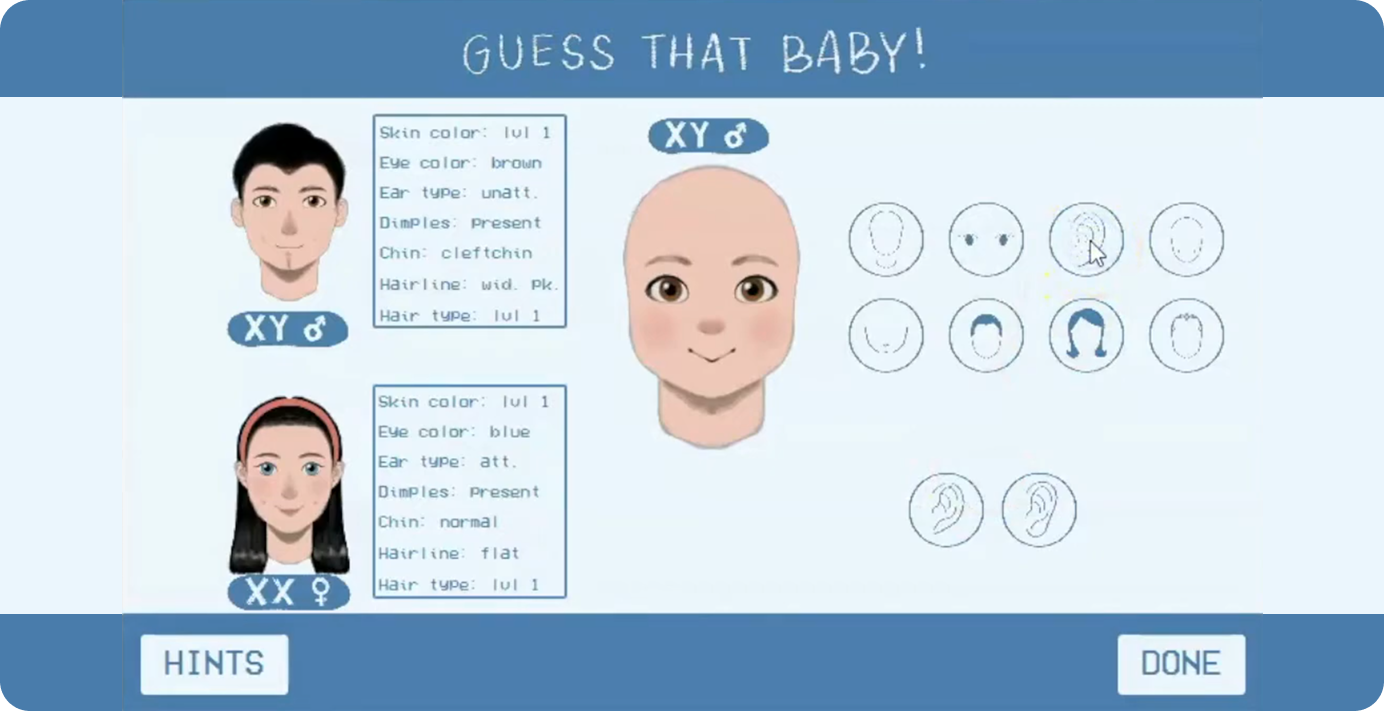 GUESS THAT BABY!
Skin color: lvl 1
Eye color: brown
Ear type: unatt.
Dimples: Present
Chin: cleftchin
Hairline: wid. Pk.
Hair type: lvl 1
XY ♂
XY ♂
Skin color: lvl 1
Eye color: blue
Ear type: att.
Dimples: Present
Chin: normal
Hairline: flat
Hair type: lvl 1
XX ♀
HINTS
DONE